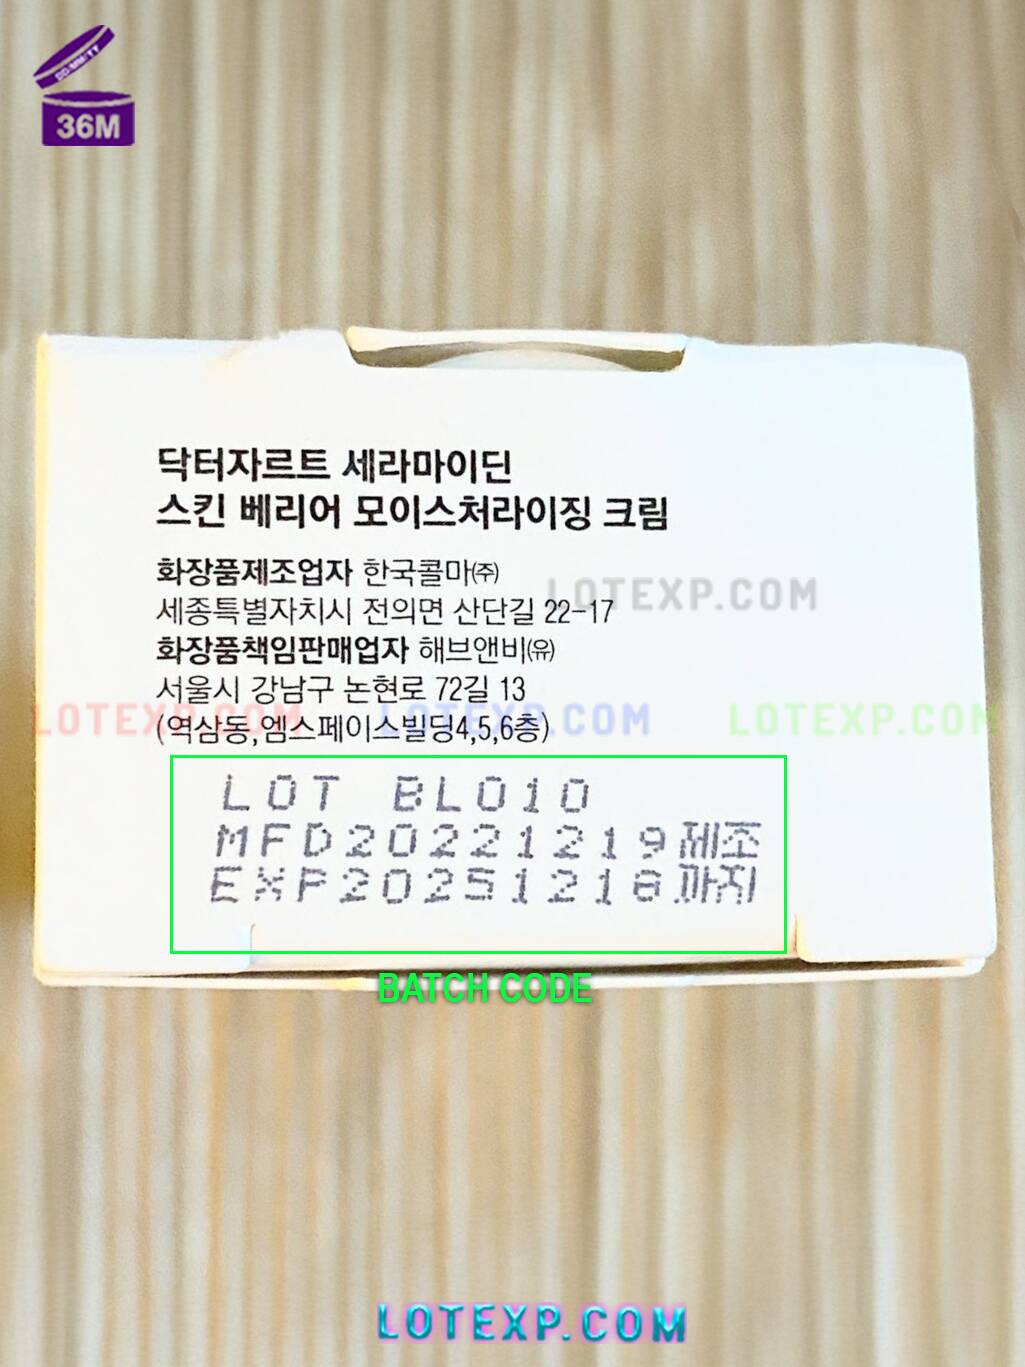 DD/MM/YY
36M
닥터자르트 세라마이딘
스킨 베리어 모이스처라이징 크림
화장품제조업자 한국콜마㈜
LOTEXP.COM
세종특별자치시 전의면 산단길 22-17
화장품책임판매업자 해브앤비(유)
서울시 강남구 논현로 72길 13
LOTEXP.COM LOTEXP.COM LOTEXP.COM
(역삼동,엠스페이스빌딩4,5,6층)
LOT BL010
MFD20221219제조
EXP20251218까지
BATCH CODE
LOTEXP.COM